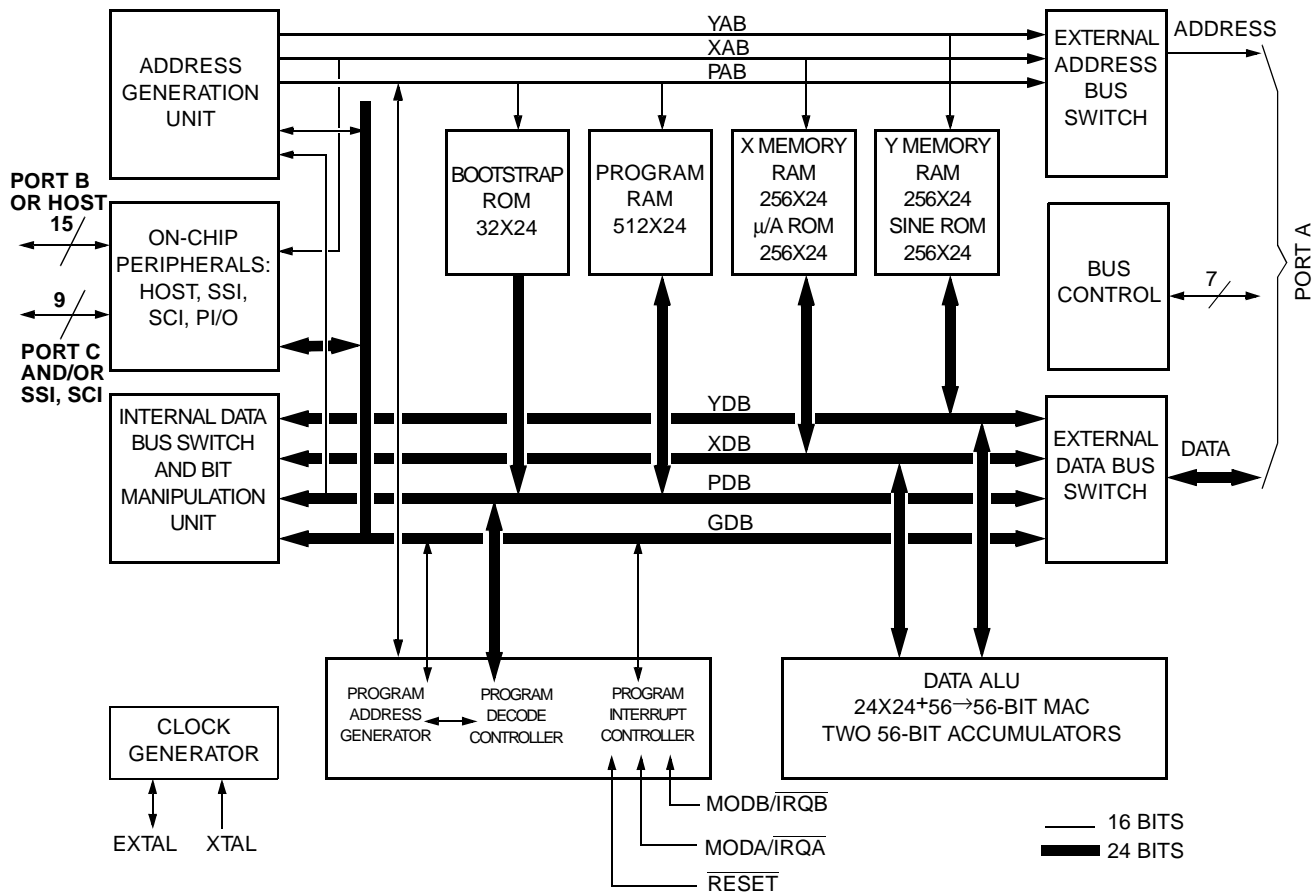 YAB
XAB
PAB
ADDRESS
GENERATION
UNIT
EXTERNAL
ADDRESS
BUS
SWITCH
ADDRESS
PORT B
OR HOST
15
9
PORT C
AND/OR
SSI, SCI
ON-CHIP
PERIPHERALS:
HOST, SSI,
SCI, PI/O
BOOTSTRAP
ROM
32X24
PROGRAM
RAM
512X24
X MEMORY
RAM
256X24
μ/A ROM
256X24
Y MEMORY
RAM
256X24
SINE ROM
256X24
BUS
CONTROL
7
PORT A
INTERNAL DATA
BUS SWITCH
AND BIT
MANIPULATION
UNIT
YDB
XDB
PDB
GDB
EXTERNAL
DATA BUS
SWITCH
DATA
CLOCK
GENERATOR
EXTAL
XTAL
PROGRAM
ADDRESS
GENERATOR
PROGRAM
DECODE
CONTROLLER
PROGRAM
INTERRUPT
CONTROLLER
DATA ALU
24X24+56→56-BIT MAC
TWO 56-BIT ACCUMULATORS
MODB/IRQB
MODA/IRQA
RESET
16 BITS
24 BITS